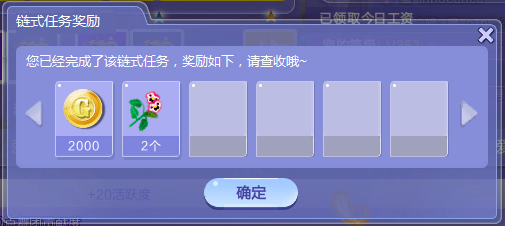 链式任务奖励
已领取今日工资
您已经完成了该链式任务，奖励如下，请查收哦~
G
2000
2个
确定
+20活跃度